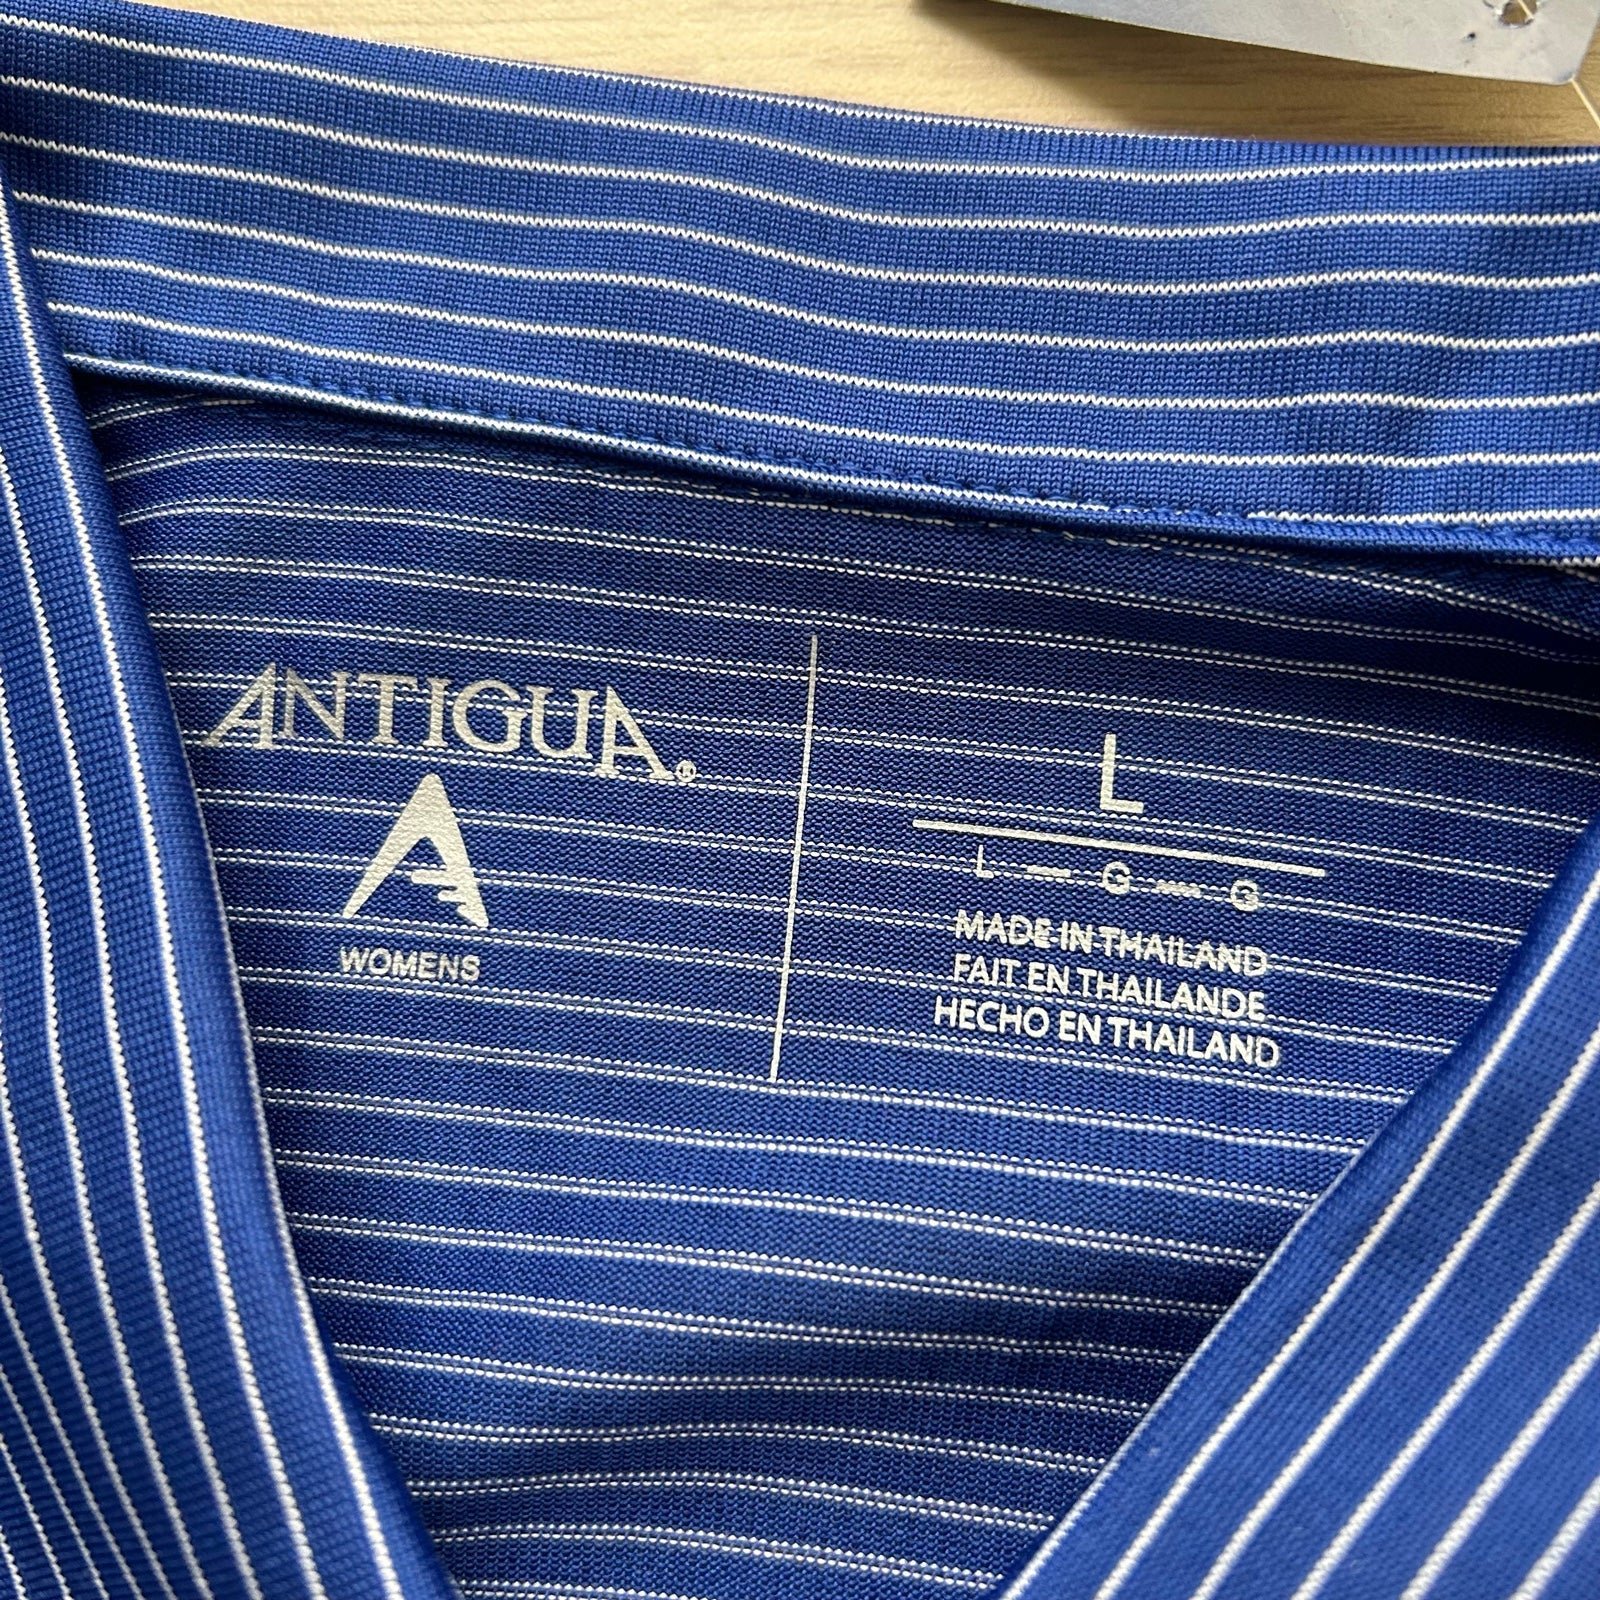 ANTIGUA®
WOMENS
L
L — G — G
MADE IN THAILAND
FAIT EN THAILANDE
HECHO EN THAILAND